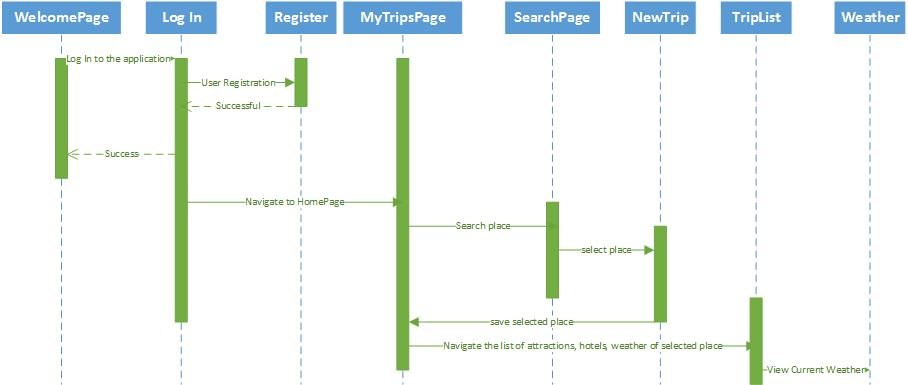 WelcomePage
Log In
Register
MyTripsPage
SearchPage
NewTrip
TripList
Weather
Log In to the application
User Registration
Successful
Success
Navigate to HomePage
Search place
select place
save selected place
Navigate the list of attractions, hotels, weather of selected place
View Current Weather